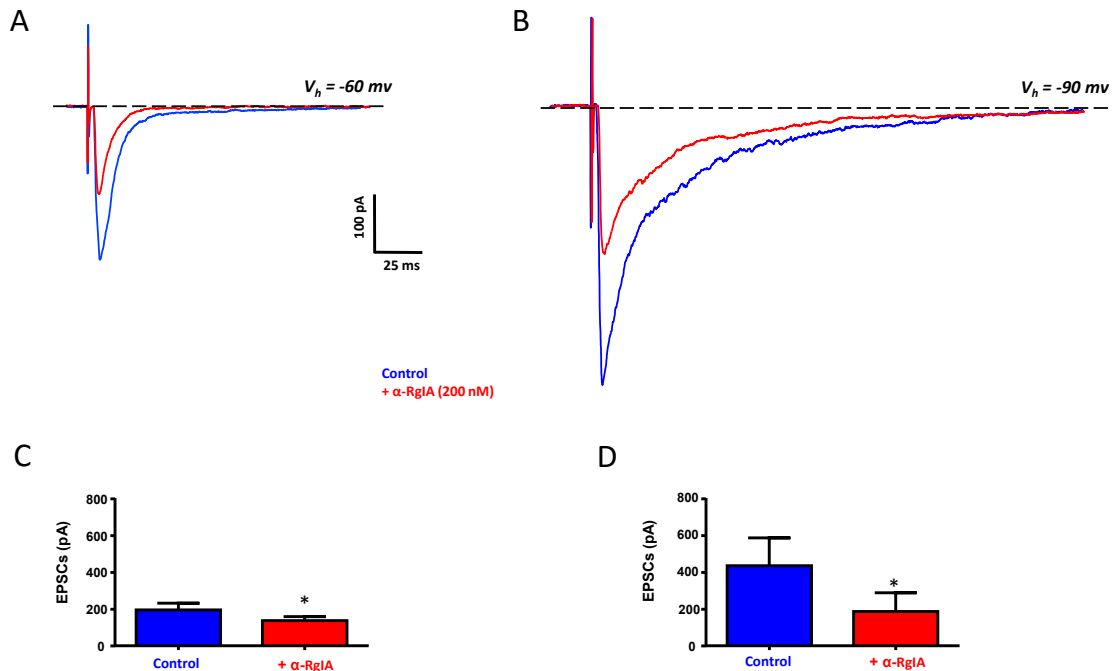 A
B
V_h = -60 mv
V_h = -90 mv
100 pA
25 ms
Control
+ α-RgIA (200 nM)
C
D
800
600
400
200
0
EPSCs (pA)
*
Control
+ α-RgIA
800
600
400
200
0
EPSCs (pA)
*
Control
+ α-RgIA